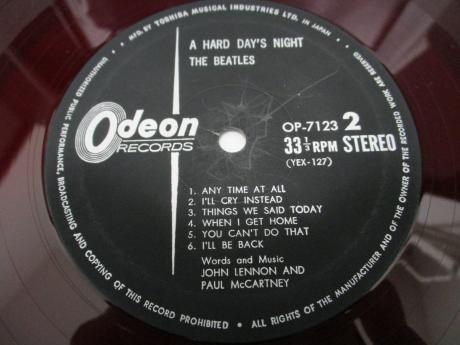 MFG. BY TOSHIBA MUSICAL INDUSTRIES LTD. IN JAPAN •
A HARD DAY'S NIGHT
THE BEATLES
Odeon
RECORDS
OP-7123 2
33⅓ RPM STEREO
(YEX-127)
1. ANY TIME AT ALL
2. I'LL CRY INSTEAD
3. THINGS WE SAID TODAY
4. WHEN I GET HOME
5. YOU CAN'T DO THAT
6. I'LL BE BACK
Words and Music
JOHN LENNON AND
PAUL McCARTNEY
UNAUTHORIZED PUBLIC PERFORMANCE, BROADCASTING AND COPYING OF THIS RECORD PROHIBITED • ALL RIGHTS OF THE MANUFACTURER AND OF THE OWNER OF THE RECORDED WORK ARE RESERVED